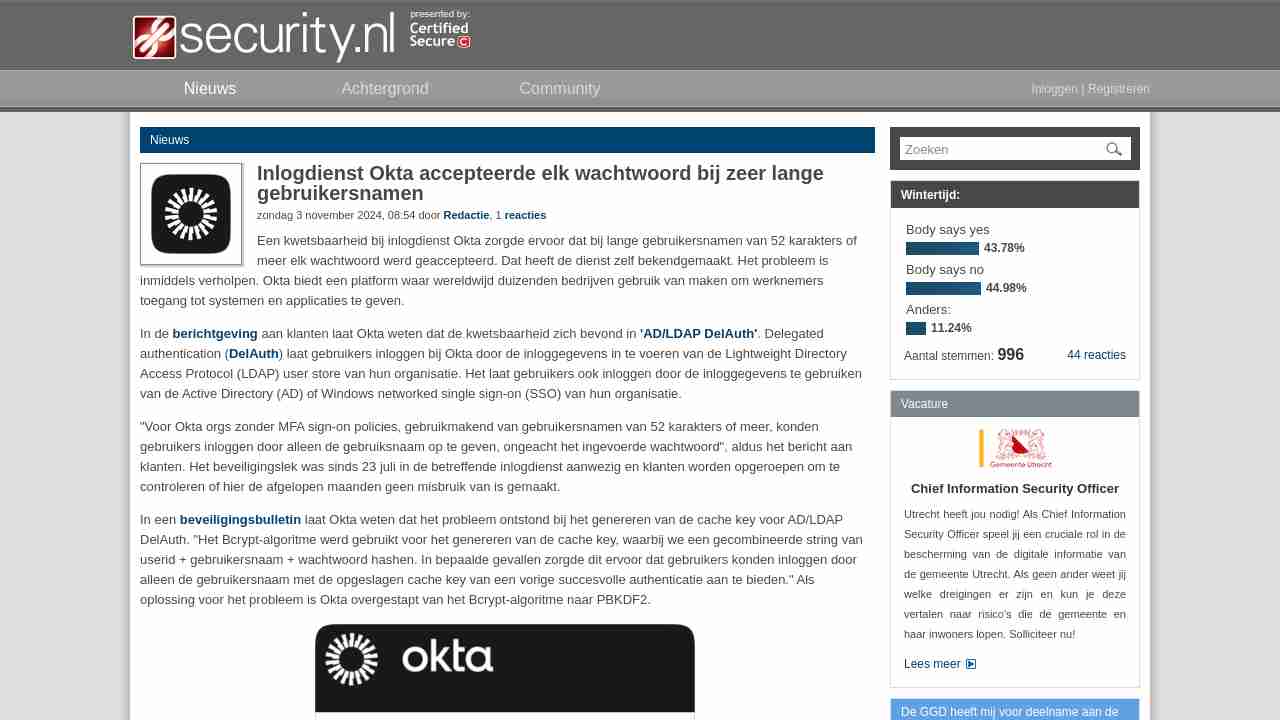 security.nl
presented by:
Certified
Secure
Nieuws
Achtergrond
Community
Inloggen | Registreren
Nieuws
Inlogdienst Okta accepteerde elk wachtwoord bij zeer lange
gebruikersnamen
zondag 3 november 2024, 08:54 door Redactie, 1 reacties
Een kwetsbaarheid bij inlogdienst Okta zorgde ervoor dat bij lange gebruikersnamen van 52 karakters of
meer elk wachtwoord werd geaccepteerd. Dat heeft de dienst zelf bekendgemaakt. Het probleem is
inmiddels verholpen. Okta biedt een platform waar wereldwijd duizenden bedrijven gebruik van maken om werknemers
toegang tot systemen en applicaties te geven.
In de berichtgeving aan klanten laat Okta weten dat de kwetsbaarheid zich bevond in 'AD/LDAP DelAuth'. Delegated
authentication (DelAuth) laat gebruikers inloggen bij Okta door de inloggegevens in te voeren van de Lightweight Directory
Access Protocol (LDAP) user store van hun organisatie. Het laat gebruikers ook inloggen door de inloggegevens te gebruiken
van de Active Directory (AD) of Windows networked single sign-on (SSO) van hun organisatie.
"Voor Okta orgs zonder MFA sign-on policies, gebruikmakend van gebruikersnamen van 52 karakters of meer, konden
gebruikers inloggen door alleen de gebruiksnaam op te geven, ongeacht het ingevoerde wachtwoord", aldus het bericht aan
klanten. Het beveiligingslek was sinds 23 juli in de betreffende inlogdienst aanwezig en klanten worden opgeroepen om te
controleren of hier de afgelopen maanden geen misbruik van is gemaakt.
In een beveiligingsbulletin laat Okta weten dat het probleem ontstond bij het genereren van de cache key voor AD/LDAP
DelAuth. "Het Bcrypt-algoritme werd gebruikt voor het genereren van de cache key, waarbij we een gecombineerde string van
userid + gebruikersnaam + wachtwoord hashen. In bepaalde gevallen zorgde dit ervoor dat gebruikers konden inloggen door
alleen de gebruikersnaam met de opgeslagen cache key van een vorige succesvolle authenticatie aan te bieden." Als
oplossing voor het probleem is Okta overgestapt van het Bcrypt-algoritme naar PBKDF2.
okta
Zoeken
Wintertijd:
Body says yes
43.78%
Body says no
44.98%
Anders:
11.24%
Aantal stemmen: 996
44 reacties
Vacature
Gemeente Utrecht
Chief Information Security Officer
Utrecht heeft jou nodig! Als Chief Information
Security Officer speel jij een cruciale rol in de
bescherming van de digitale informatie van
de gemeente Utrecht. Als geen ander weet jij
welke dreigingen er zijn en kun je deze
vertalen naar risico's die de gemeente en
haar inwoners lopen. Solliciteer nu!
Lees meer
De GGD heeft mij voor deelname aan de